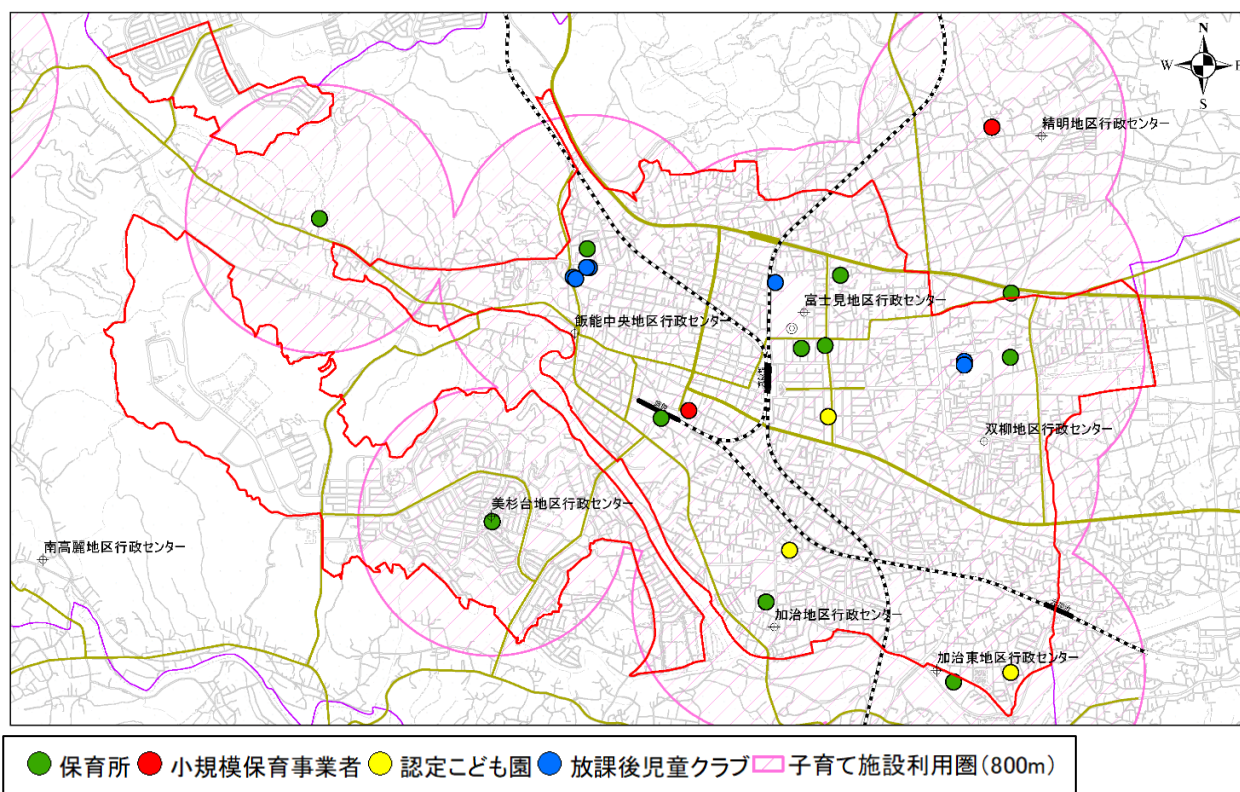 N
W E
S
精明地区行政センター
富士見地区行政センター
飯能中央地区行政センター
双柳地区行政センター
美杉台地区行政センター
南高麗地区行政センター
加治地区行政センター
加治東地区行政センター
保育所 小規模保育事業者 認定こども園 放課後児童クラブ 子育て施設利用圏(800m)